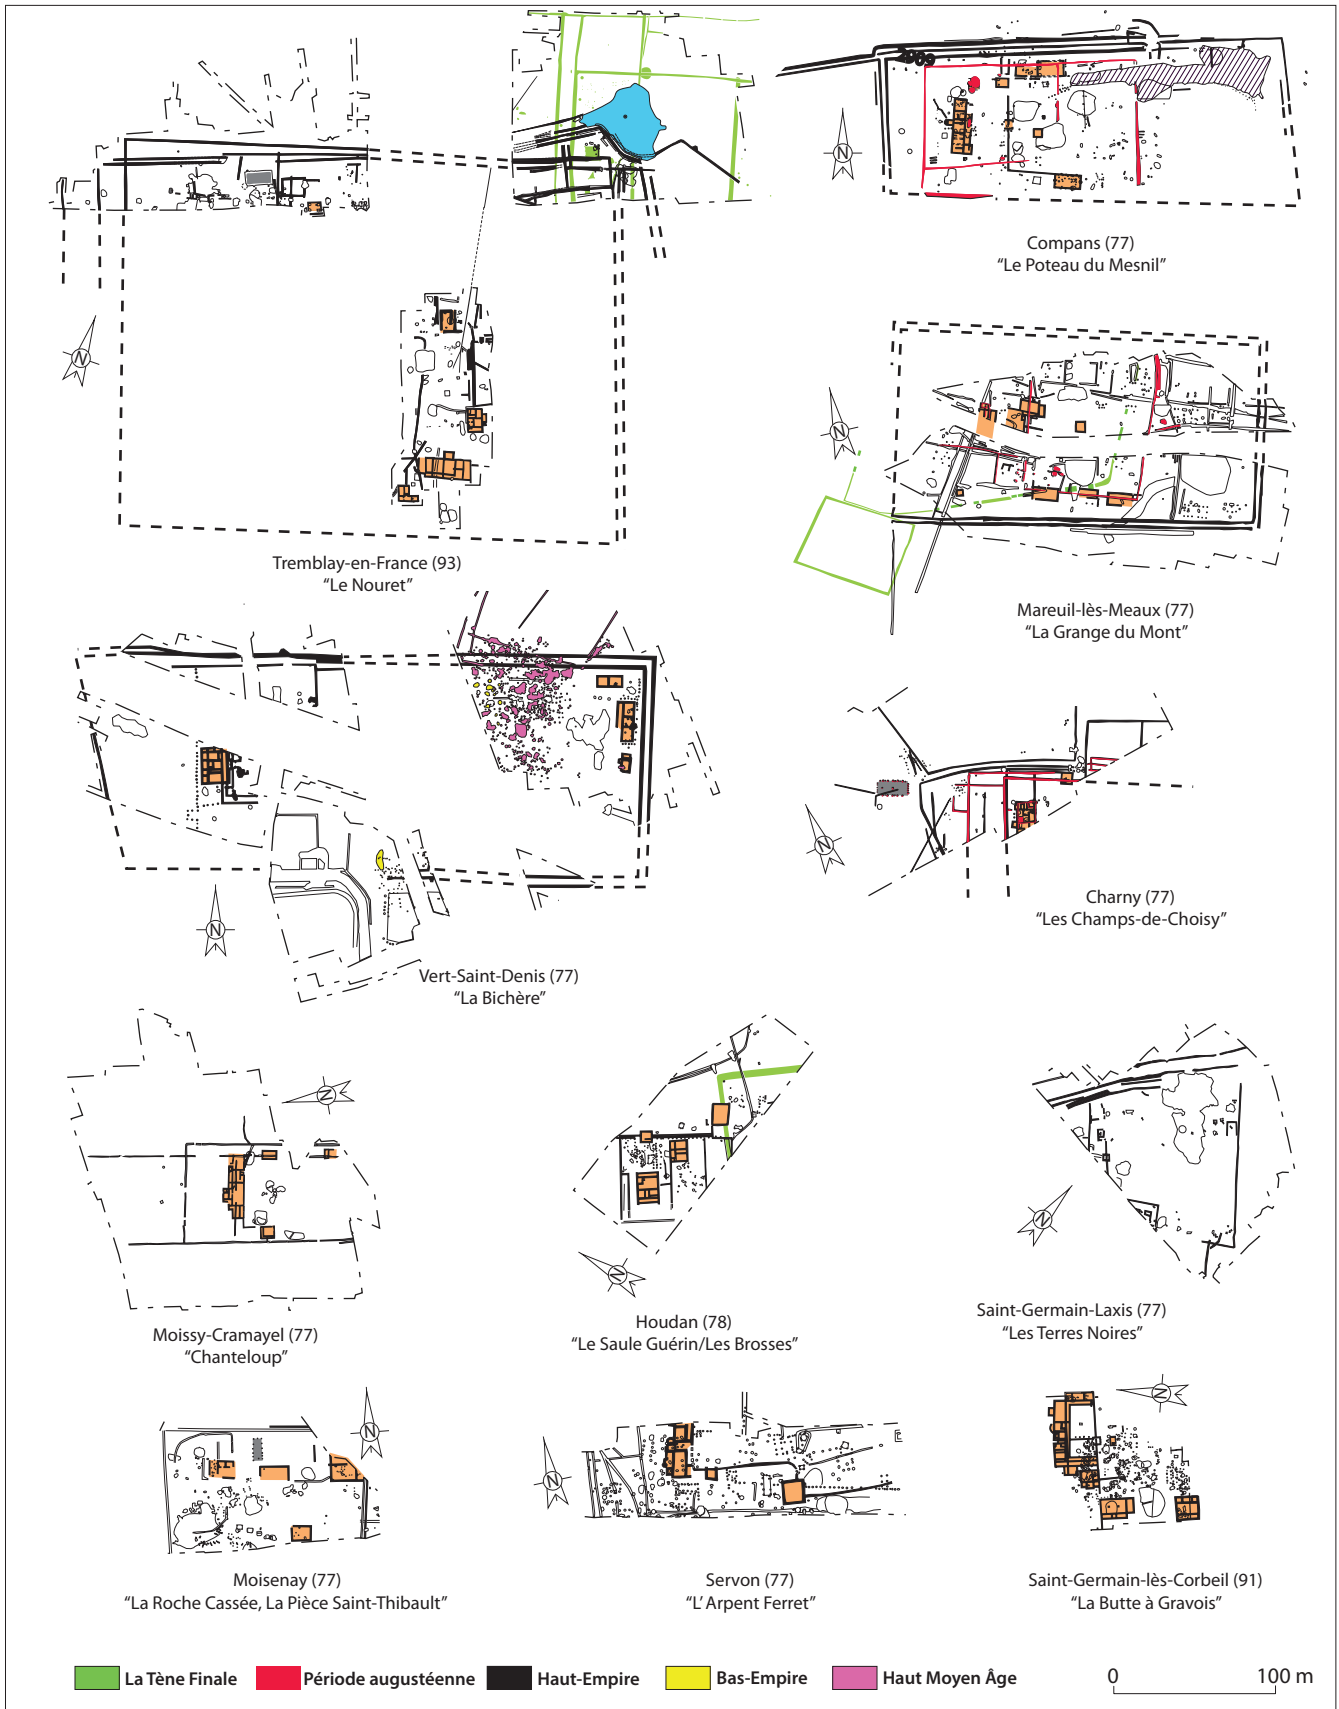 N
Compans (77)
“Le Poteau du Mesnil”
N
Tremblay-en-France (93)
“Le Nouret”
N
Mareuil-lès-Meaux (77)
“La Grange du Mont”
N
Vert-Saint-Denis (77)
“La Bichère”
N
Charny (77)
“Les Champs-de-Choisy”
N
Moissy-Cramayel (77)
“Chanteloup”
N
Houdan (78)
“Le Saule Guérin/Les Brosses”
N
Saint-Germain-Laxis (77)
“Les Terres Noires”
N
Moisenay (77)
“La Roche Cassée, La Pièce Saint-Thibault”
N
Servon (77)
“L’ Arpent Ferret”
N
Saint-Germain-lès-Corbeil (91)
“La Butte à Gravois”
N
La Tène Finale Période augustéenne Haut-Empire Bas-Empire Haut Moyen Âge
0 100 m